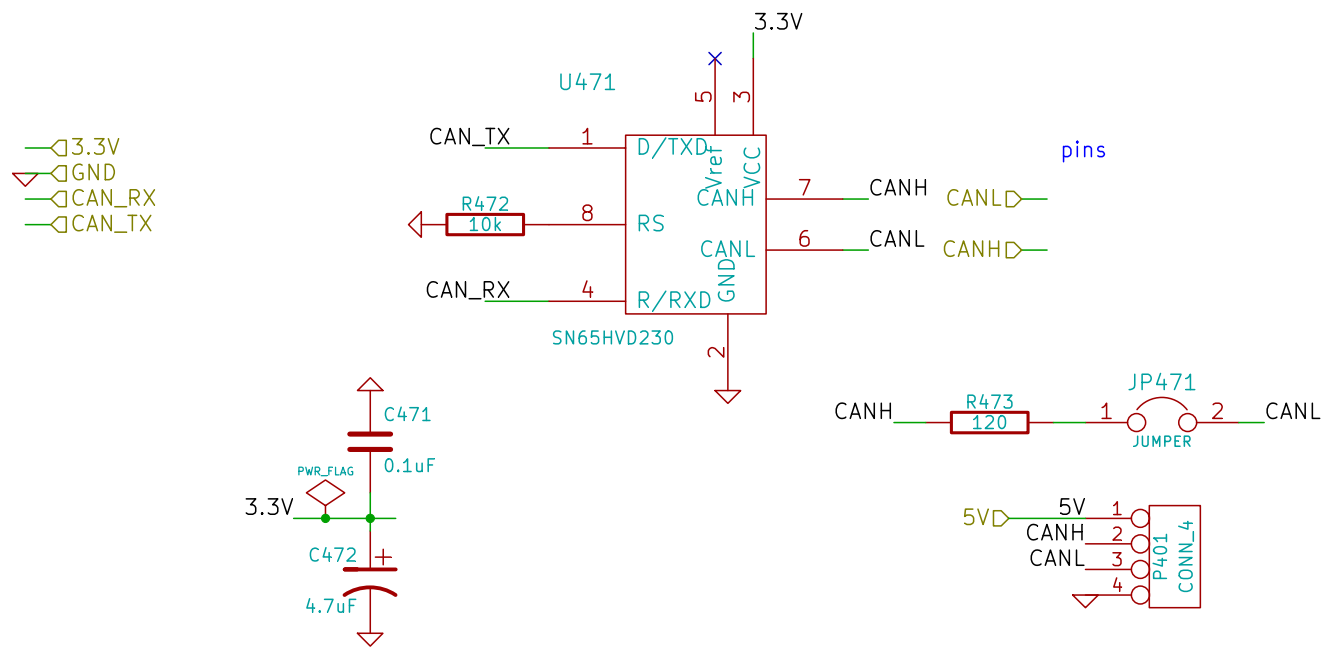 3.3V
GND
CAN_RX
CAN_TX
U471
3.3V
5
3
CAN_TX
1
D/TXD
Vref
VCC
R472
10k
8
RS
CAN_RX
4
R/RXD
CANH
7
CANH
CANL
6
CANL
GND
2
SN65HVD230
pins
CANL
CANH
C471
0.1uF
PWR_FLAG
3.3V
C472
+
4.7uF
CANH
R473
120
1
JP471
2
JUMPER
CANL
5V
5V
1
CANH
2
CANL
3
4
P401
CONN_4